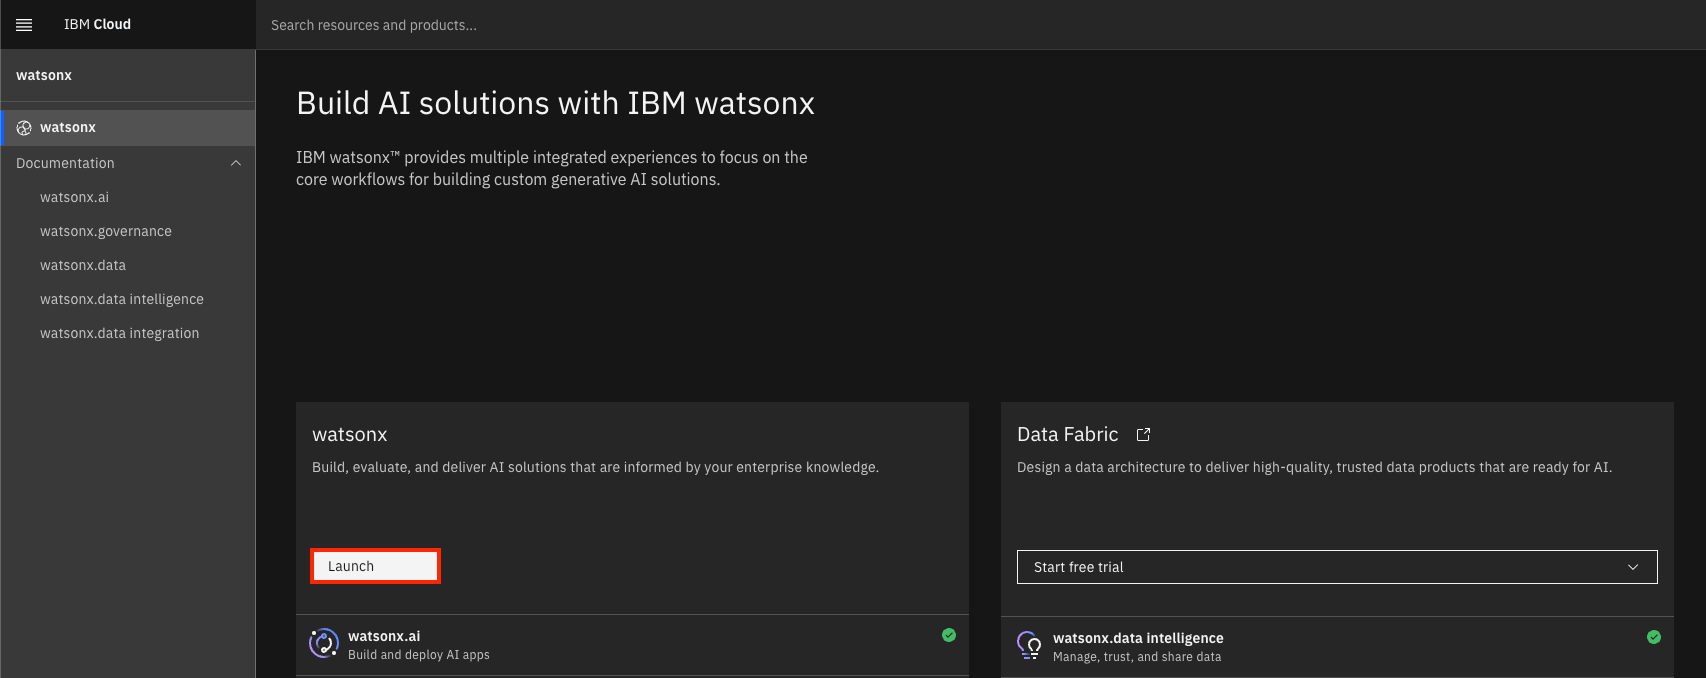 IBM Cloud
Search resources and products...
watsonx
watsonx
Documentation
watsonx.ai
watsonx.governance
watsonx.data
watsonx.data intelligence
watsonx.data integration
Build AI solutions with IBM watsonx
IBM watsonx™ provides multiple integrated experiences to focus on the
core workflows for building custom generative AI solutions.
watsonx
Build, evaluate, and deliver AI solutions that are informed by your enterprise knowledge.
Launch
watsonx.ai
Build and deploy AI apps
Data Fabric
Design a data architecture to deliver high-quality, trusted data products that are ready for AI.
Start free trial
watsonx.data intelligence
Manage, trust, and share data